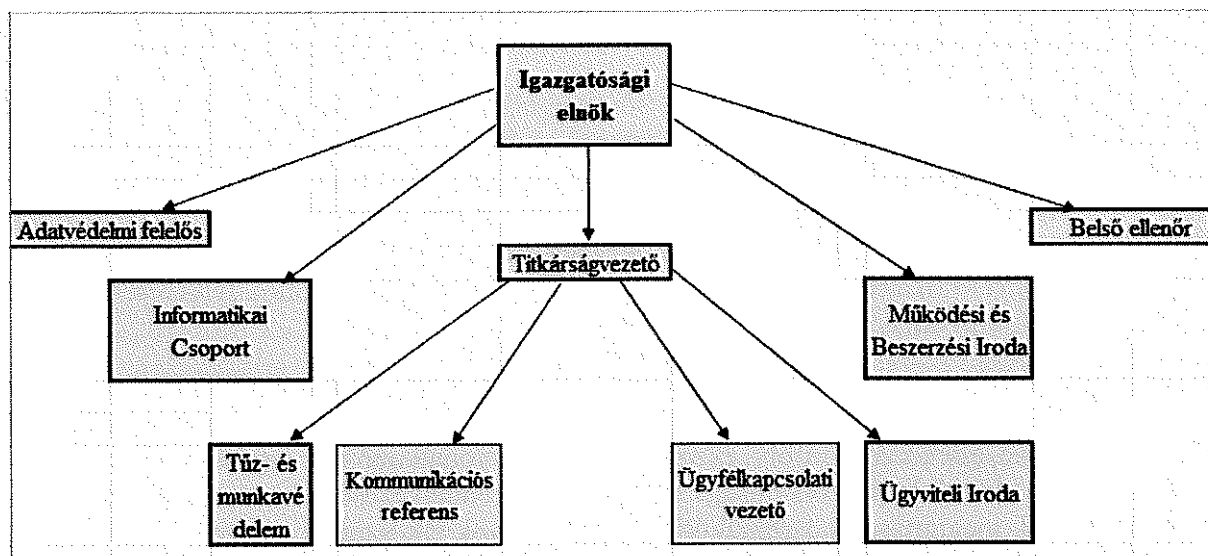 Igazgatósági
elnök
Adatvédelmi felelős
Belső ellenőr
Titkárságvezető
Informatikai
Csoport
Működési és
Beszerzési Iroda
Tűz- és
munkavé
delem
Kommunikációs
referens
Ügyfélkapcsolati
vezető
Ügyviteli Iroda